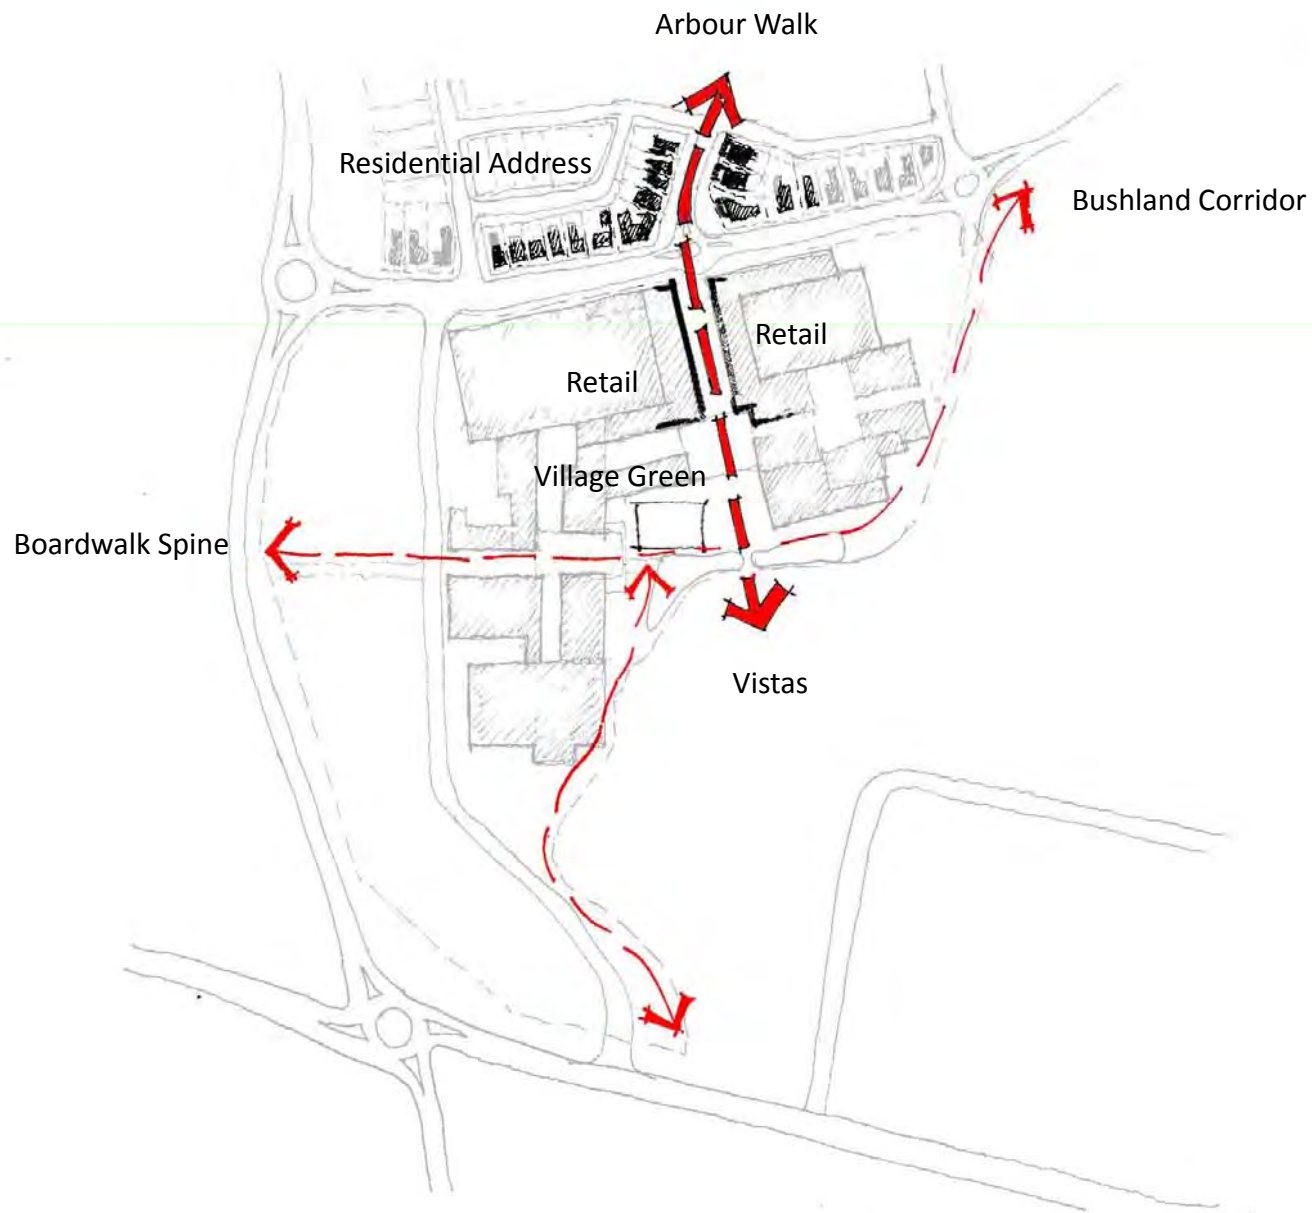 Arbour Walk
Residential Address
Bushland Corridor
Retail
Retail
Village Green
Boardwalk Spine
Vistas